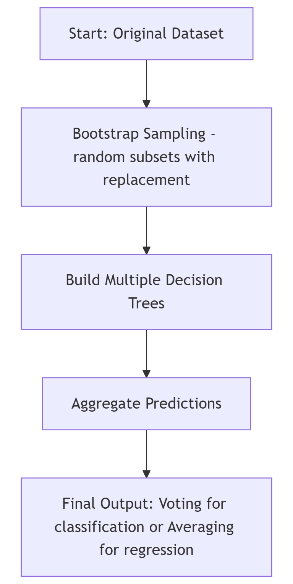 Start: Original Dataset
Bootstrap Sampling -
random subsets with
replacement
Build Multiple Decision
Trees
Aggregate Predictions
Final Output: Voting for
classification or Averaging
for regression